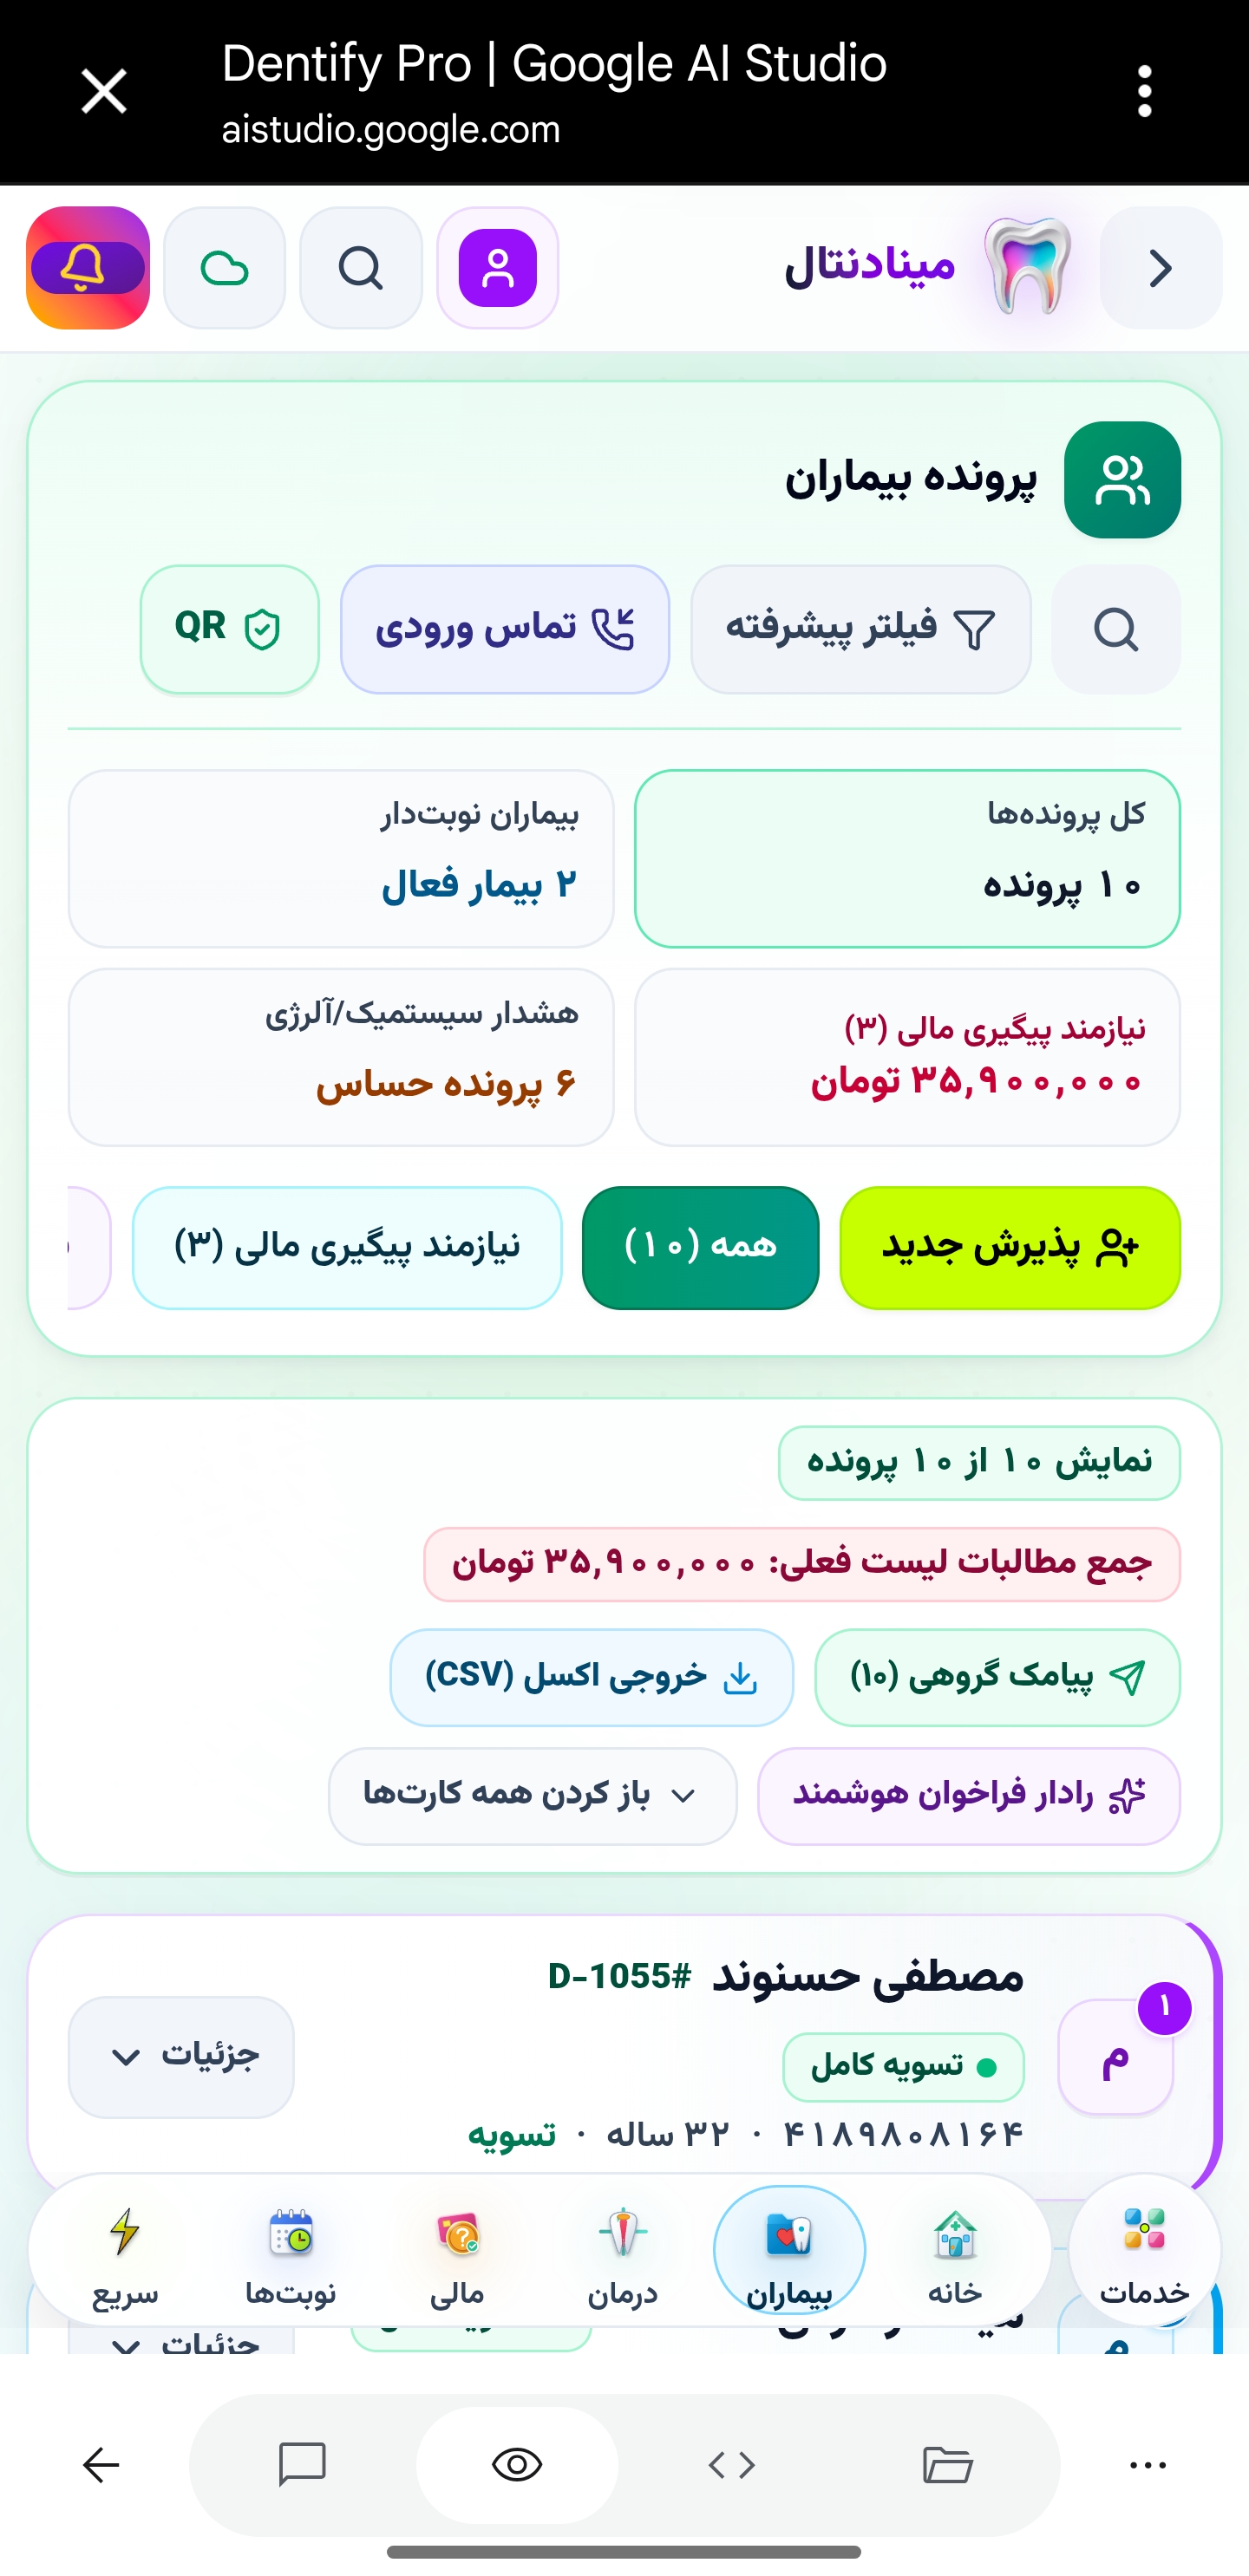 Dentify Pro | Google AI Studio
aistudio.google.com
مینادنتال
پرونده بیماران
فیلتر پیشرفته
تماس ورودی
QR
کل پرونده‌ها
۱۰ پرونده
بیماران نوبت‌دار
۲ بیمار فعال
نیازمند پیگیری مالی (۳)
۳۵,۹۰۰,۰۰۰ تومان
هشدار سیستمیک/آلرژی
۶ پرونده حساس
پذیرش جدید
همه (۱۰)
نیازمند پیگیری مالی (۳)
نمایش ۱۰ از ۱۰ پرونده
جمع مطالبات لیست فعلی: ۳۵,۹۰۰,۰۰۰ تومان
پیامک گروهی (۱۰)
خروجی اکسل (CSV)
رادار فراخوان هوشمند
باز کردن همه کارت‌ها
۱
م
مصطفی حسنوند D-1055#
تسویه کامل
۴۱۸۹۸۰۸۱۶۴ · ۳۲ ساله · تسویه
جزئیات
خدمات
خانه
بیماران
درمان
مالی
نوبت‌ها
سریع
م
جزئیات